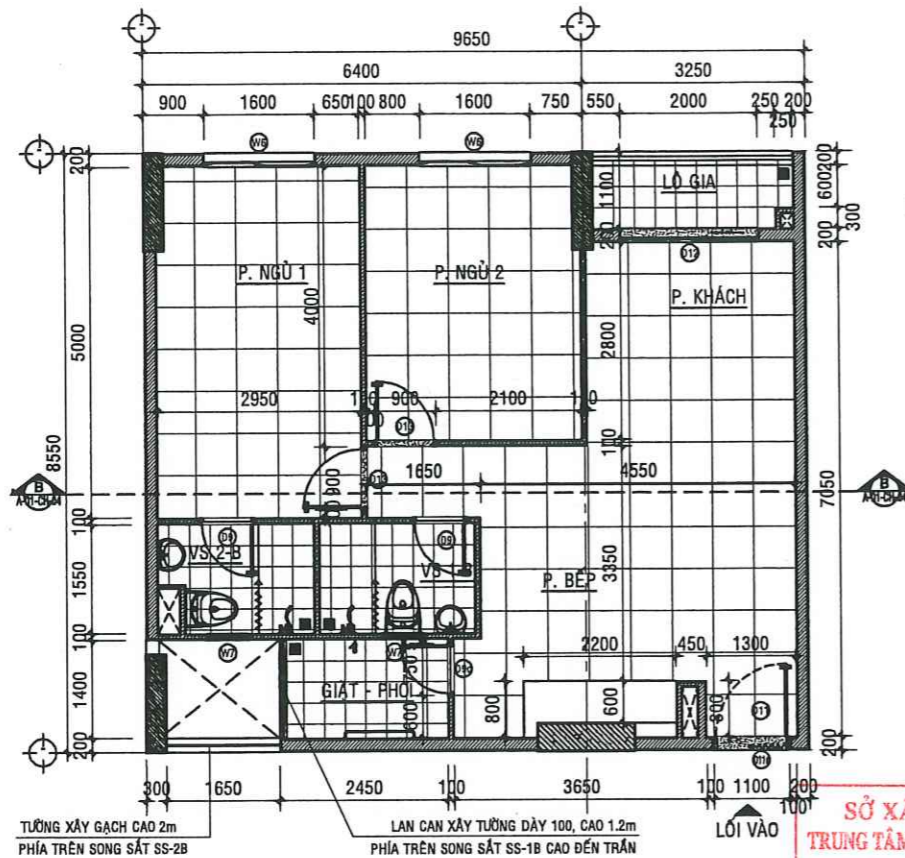 9650
6400 3250
900 1600 650 100 800 1600 750 550 2000 250 200
250
W6 W6
200 1100 LÔ GIA 600 200
200 300
D12
P. NGỦ 1 P. NGỦ 2 P. KHÁCH
4000
5000 2800
2950 900 2100
D13
8550 1650 4550 7050
B B
900 D13
100 D9 D9
VS 2-B
1550 P. BẾP 3350
100 2200 450 1300
W7 W7
GIẶT - PHƠI 750
1400 600 800 600 800 D11
200 200
300 1650 2450 100 3650 100 1100 200
100
LỐI VÀO
TƯỜNG XÂY GẠCH CAO 2m
PHÍA TRÊN SONG SẮT SS-2B
LAN CAN XÂY TƯỜNG DÀY 100, CAO 1.2m
PHÍA TRÊN SONG SẮT SS-1B CAO ĐẾN TRẦN
SỞ XÂ
TRUNG TÂM